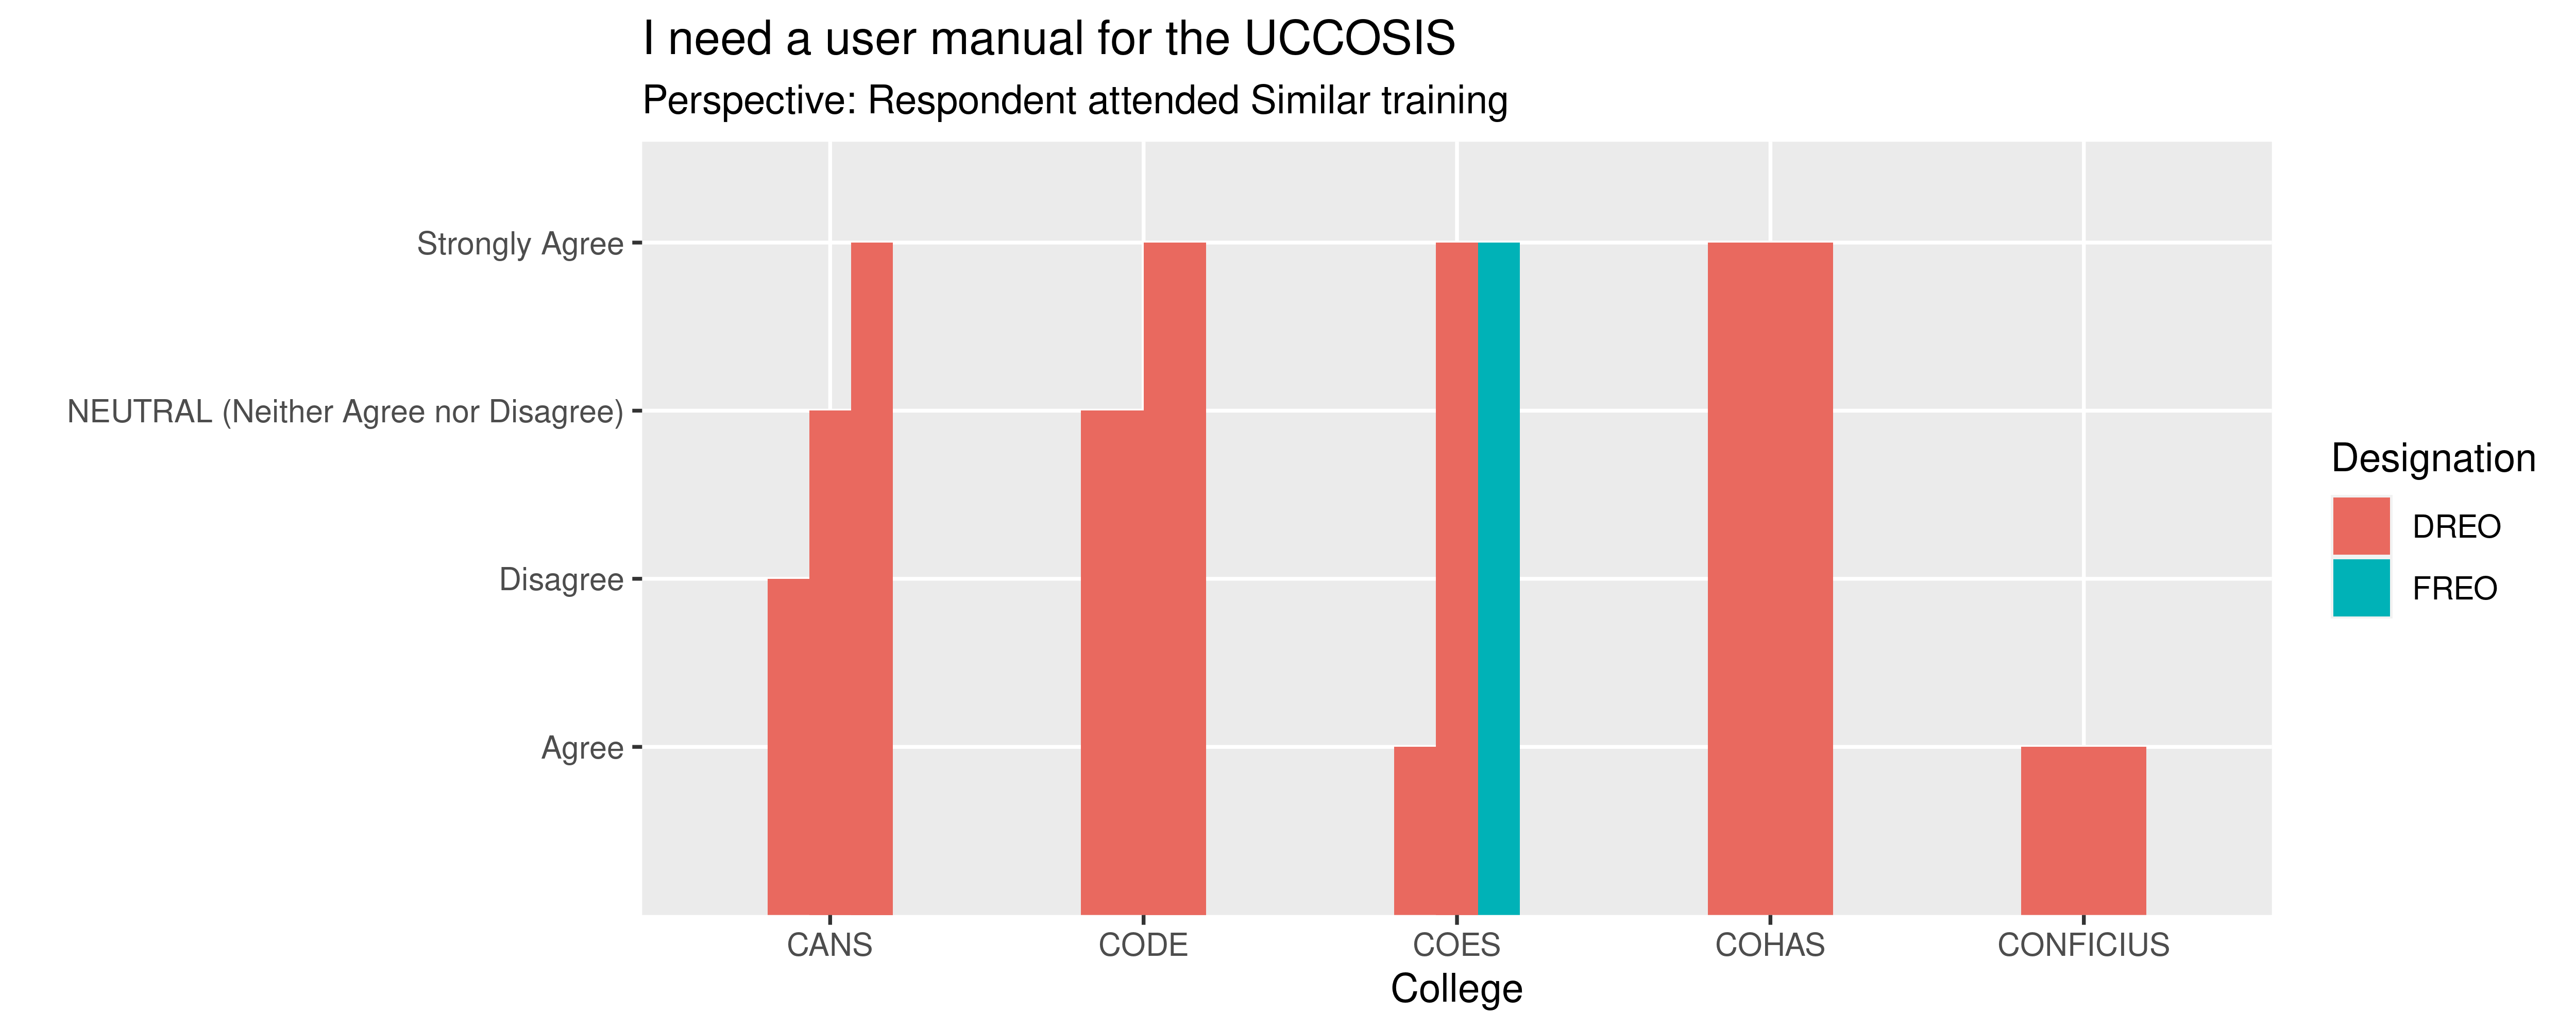 I need a user manual for the UCCOSIS
Perspective: Respondent attended Similar training
Strongly Agree
NEUTRAL (Neither Agree nor Disagree)
Disagree
Agree
CANS
CODE
COES
COHAS
CONFICIUS
College
Designation
DREO
FREO